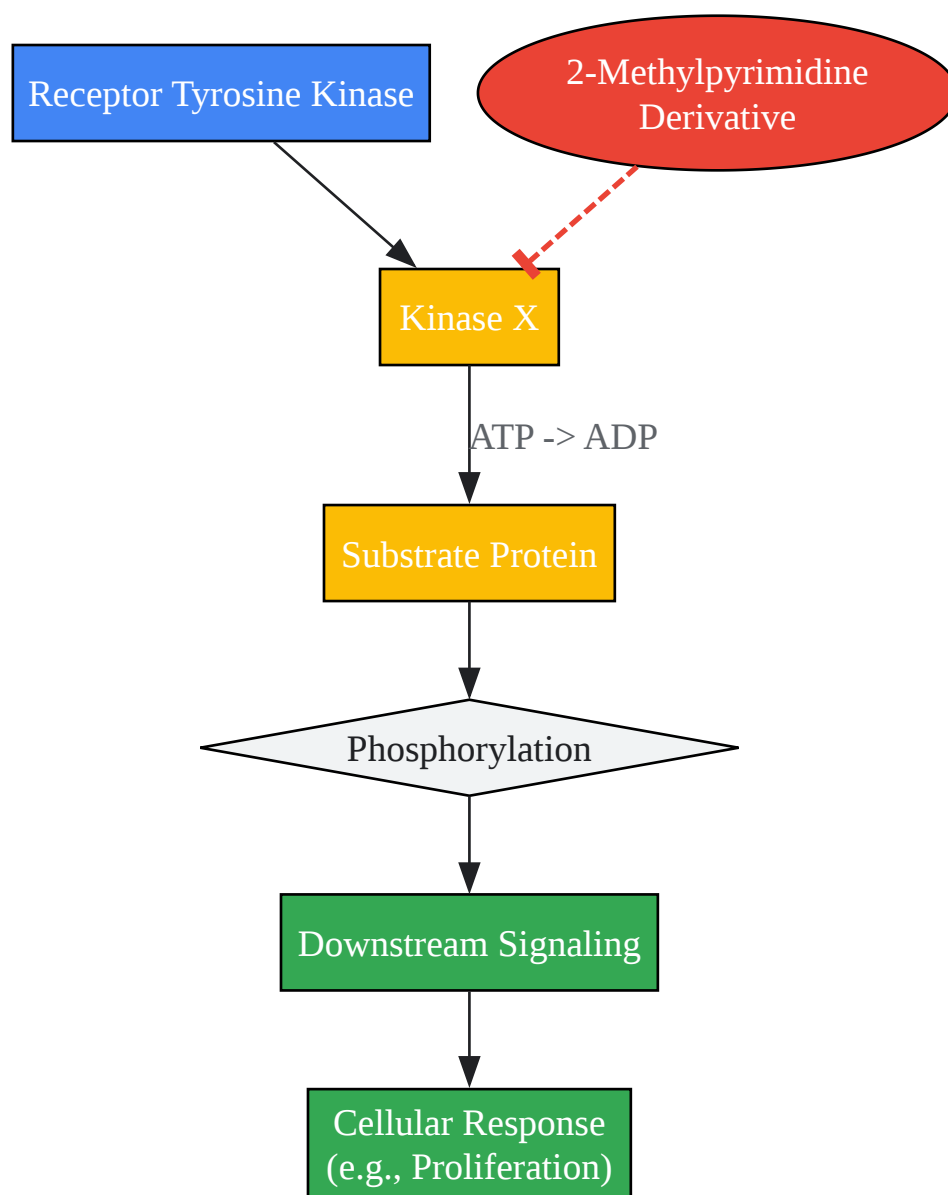 Receptor Tyrosine Kinase
2-Methylpyrimidine
Derivative
Kinase X
ATP -> ADP
Substrate Protein
Phosphorylation
Downstream Signaling
Cellular Response
(e.g., Proliferation)